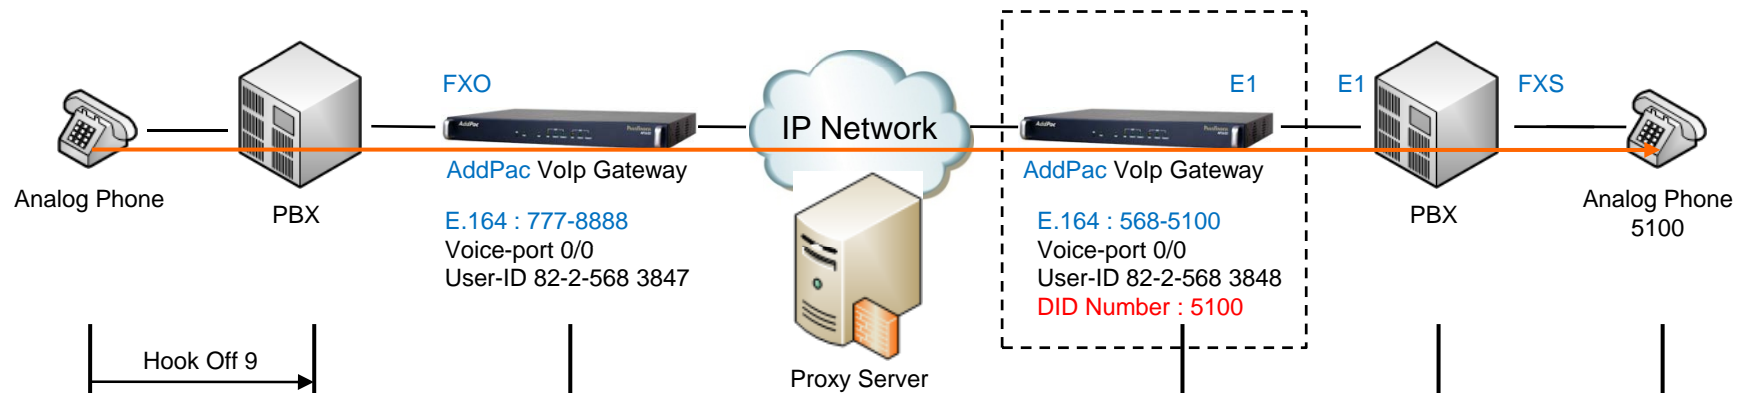 FXO
E1
E1
FXS
AddPac
AddPac
IP Network
AddPac VoIp Gateway
AddPac VoIp Gateway
Analog Phone
PBX
PBX
Analog Phone
5100
E.164 : 777-8888
Voice-port 0/0
User-ID 82-2-568 3847
E.164 : 568-5100
Voice-port 0/0
User-ID 82-2-568 3848
DID Number : 5100
Hook Off 9
Proxy Server